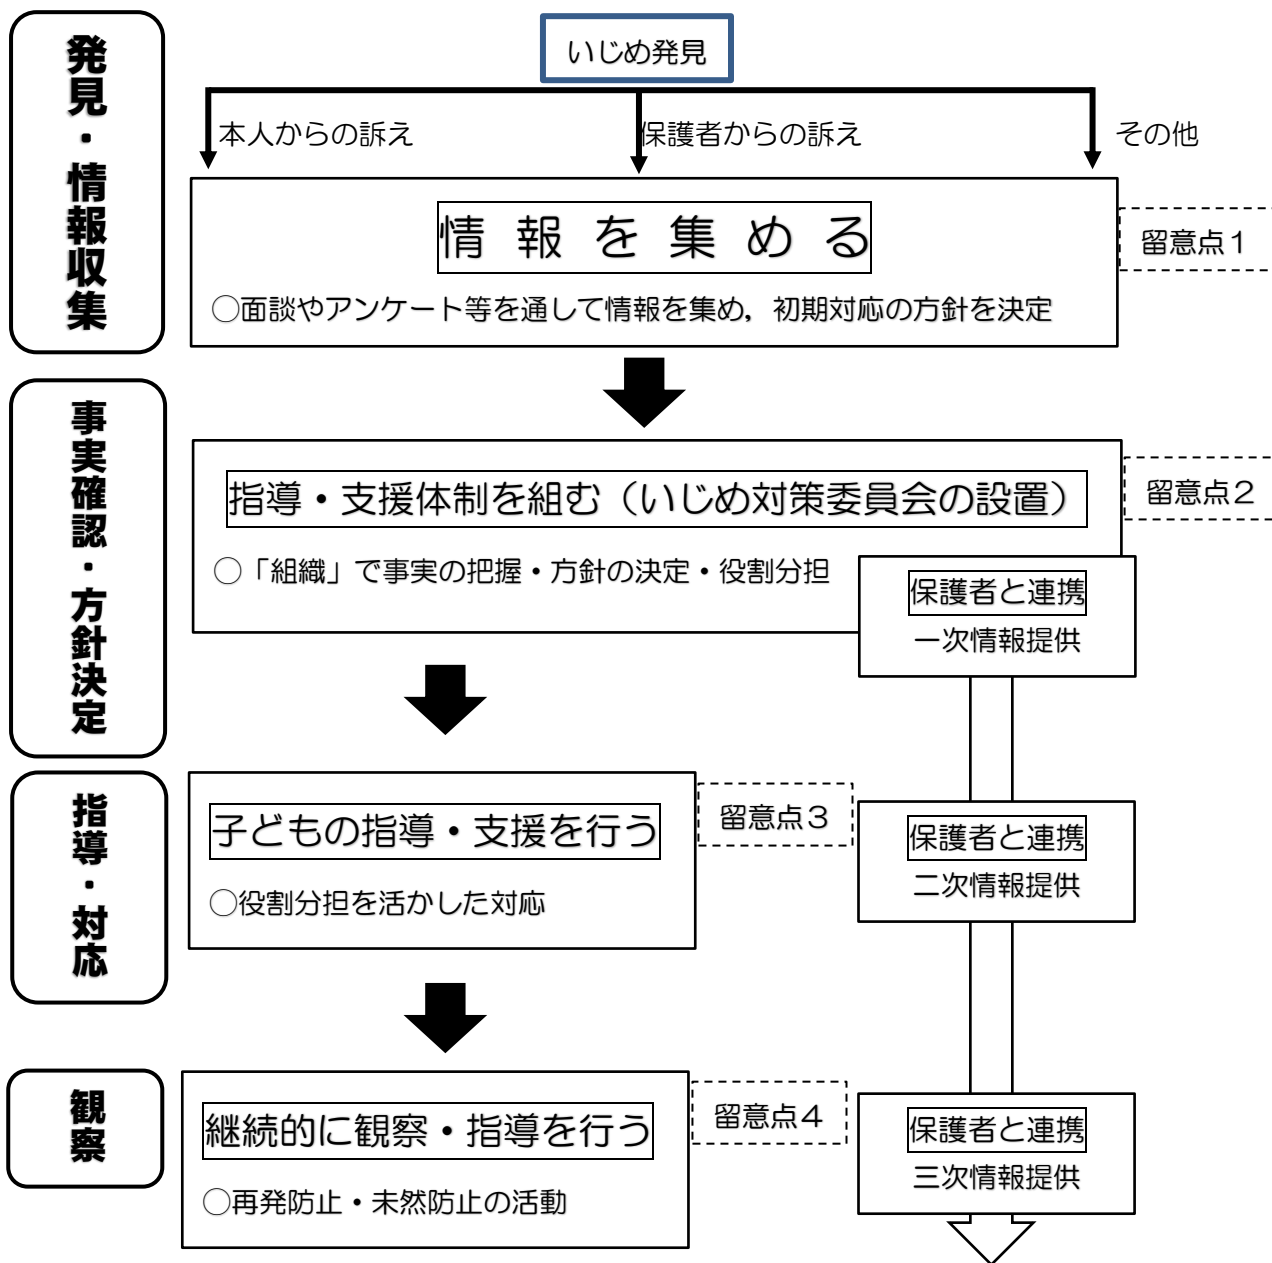 発見・情報収集
いじめ発見
本人からの訴え
保護者からの訴え
その他
情報を集める
留意点1
○面談やアンケート等を通して情報を集め,初期対応の方針を決定
事実確認・方針決定
指導・支援体制を組む(いじめ対策委員会の設置)
留意点2
○「組織」で事実の把握・方針の決定・役割分担
保護者と連携
一次情報提供
指導・対応
子どもの指導・支援を行う
留意点3
○役割分担を活かした対応
保護者と連携
二次情報提供
観察
継続的に観察・指導を行う
留意点4
○再発防止・未然防止の活動
保護者と連携
三次情報提供